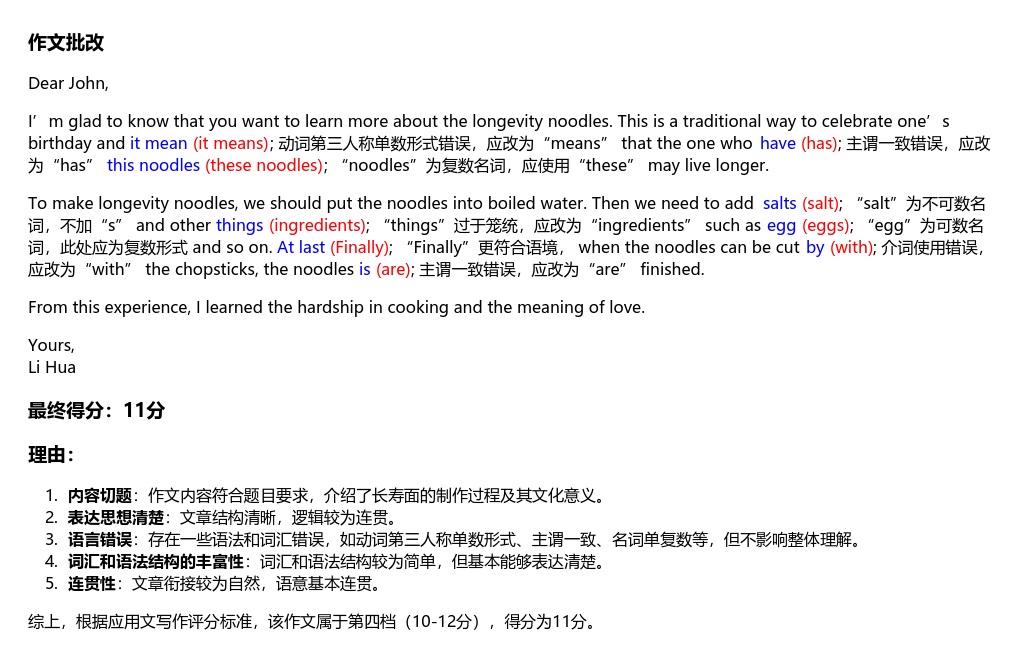 作文批改
Dear John,
I’m glad to know that you want to learn more about the longevity noodles. This is a traditional way to celebrate one’s
birthday and it mean (it means); 动词第三人称单数形式错误，应改为“means” that the one who have (has); 主谓一致错误，应改
为“has” this noodles (these noodles); “noodles”为复数名词，应使用“these” may live longer.
To make longevity noodles, we should put the noodles into boiled water. Then we need to add salts (salt); “salt”为不可数名
词，不加“s” and other things (ingredients); “things”过于笼统，应改为“ingredients” such as egg (eggs); “egg”为可数名
词，此处应为复数形式 and so on. At last (Finally); “Finally”更符合语境， when the noodles can be cut by (with); 介词使用错误，
应改为“with” the chopsticks, the noodles is (are); 主谓一致错误，应改为“are” finished.
From this experience, I learned the hardship in cooking and the meaning of love.
Yours,
Li Hua
最终得分：11分
理由：
1. 内容切题：作文内容符合题目要求，介绍了长寿面的制作过程及其文化意义。
2. 表达思想清楚：文章结构清晰，逻辑较为连贯。
3. 语言错误：存在一些语法和词汇错误，如动词第三人称单数形式、主谓一致、名词单复数等，但不影响整体理解。
4. 词汇和语法结构的丰富性：词汇和语法结构较为简单，但基本能够表达清楚。
5. 连贯性：文章衔接较为自然，语意基本连贯。
综上，根据应用文写作评分标准，该作文属于第四档（10-12分），得分为11分。